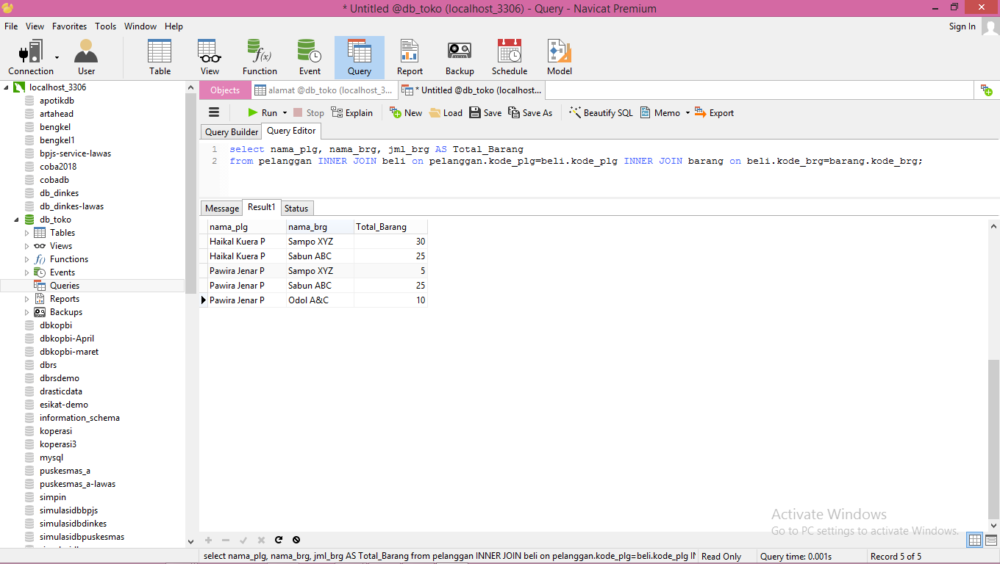 * Untitled @db_toko (localhost_3306) - Query - Navicat Premium
File View Favorites Tools Window Help
Sign In
Connection User Table View Function Event Query Report Backup Schedule Model
localhost_3306
apotikdb
artahead
bengkel
bengkel1
bpjs-service-lawas
coba2018
cobadb
db_dinkes
db_dinkes-lawas
db_toko
Tables
Views
Functions
Events
Queries
Reports
Backups
dbkopbi
dbkopbi-April
dbkopbi-maret
dbrs
dbrsdemo
drasticdata
esikat-demo
information_schema
koperasi
koperasi3
mysql
puskesmas_a
puskesmas_a-lawas
simpin
simulasidbbpjs
simulasidbdinkes
simulasidbpuskesmas
Objects alamat @db_toko (localhost_3... * Untitled @db_toko (localhost...
Run Stop Explain New Load Save Save As Beautify SQL Memo Export
Query Builder Query Editor
1 select nama_plg, nama_brg, jml_brg AS Total_Barang
2 from pelanggan INNER JOIN beli on pelanggan.kode_plg=beli.kode_plg INNER JOIN barang on beli.kode_brg=barang.kode_brg;
Message Result1 Status
nama_plg nama_brg Total_Barang
Haikal Kuera P Sampo XYZ 30
Haikal Kuera P Sabun ABC 25
Pawira Jenar P Sampo XYZ 5
Pawira Jenar P Sabun ABC 25
Pawira Jenar P Odol A&C 10
Activate Windows
Go to PC settings to activate Windows.
select nama_plg, nama_brg, jml_brg AS Total_Barang from pelanggan INNER JOIN beli on pelanggan.kode_plg=beli.kode_plg Read Only Query time: 0.001s Record 5 of 5